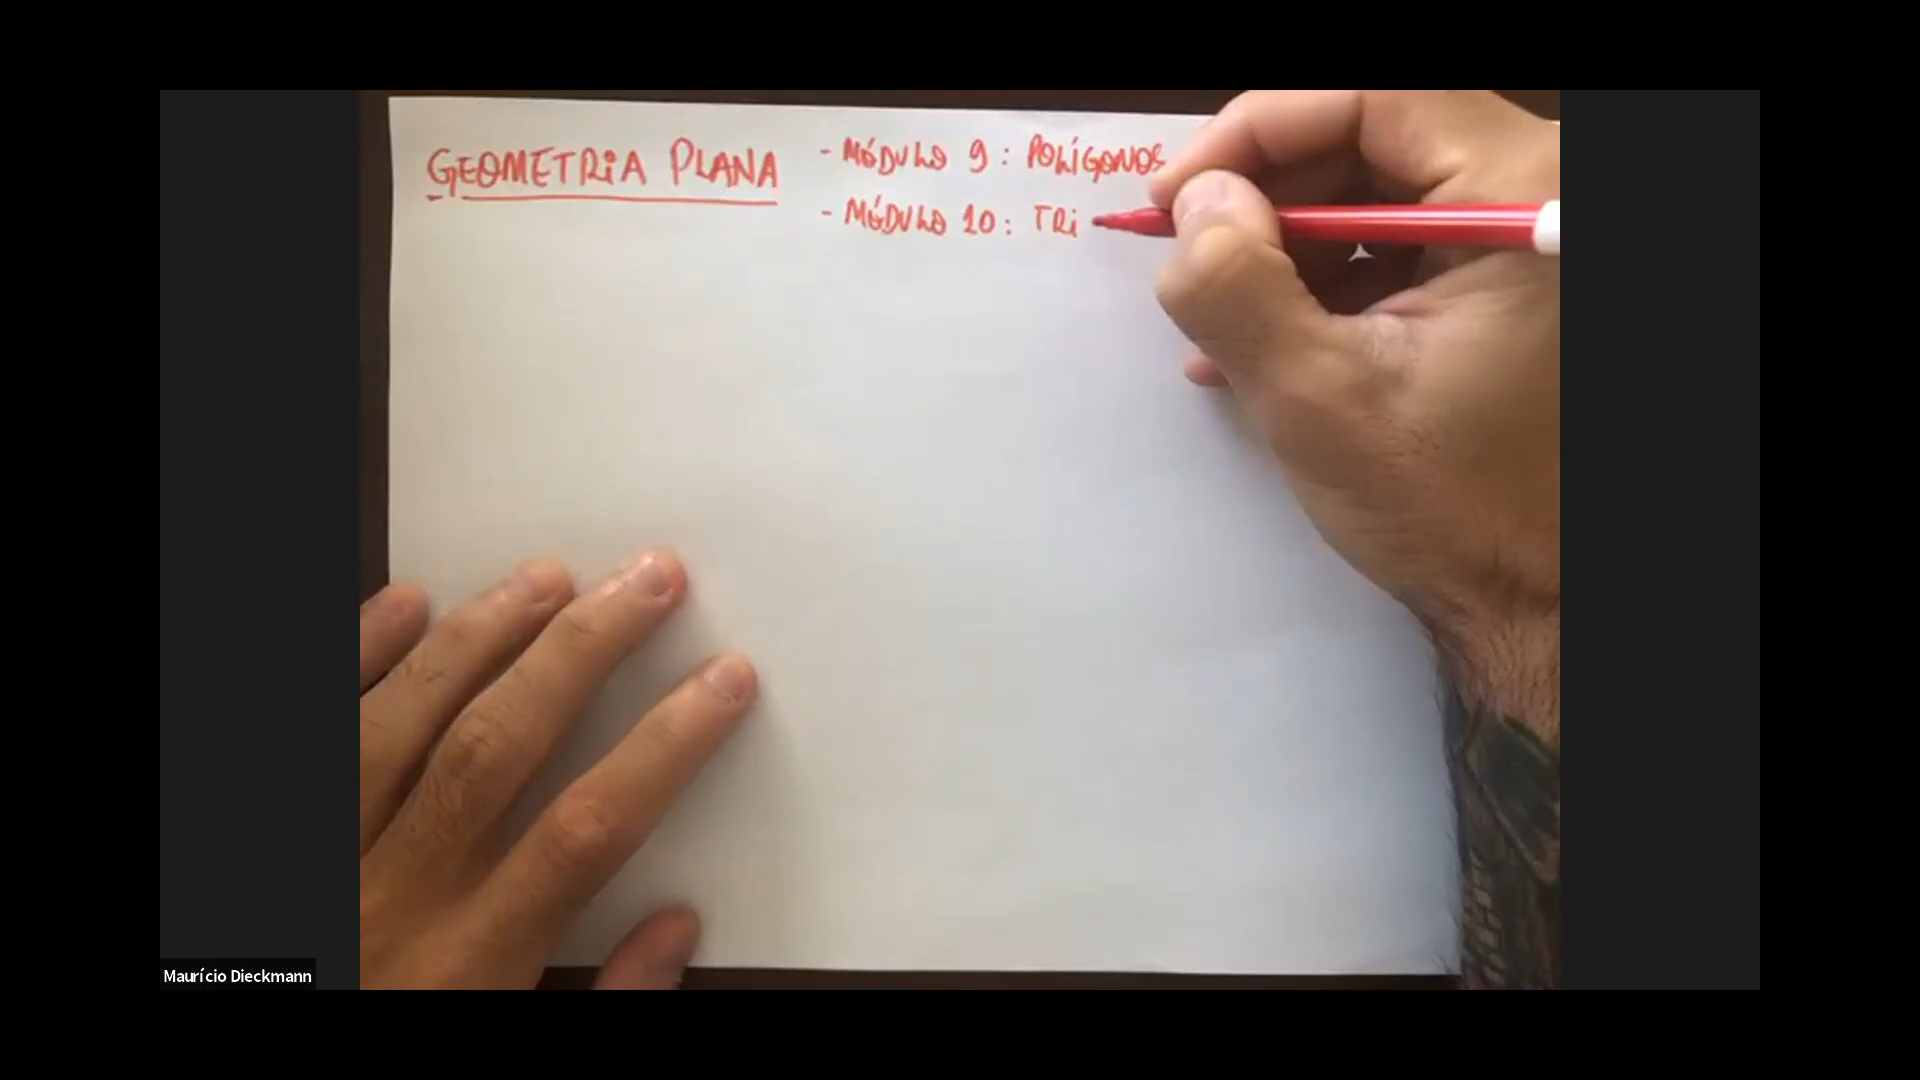 GEOMETRIA PLANA
- MÓDULO 9: POLÍGONOS
- MÓDULO 10: TRi
Maurício Dieckmann